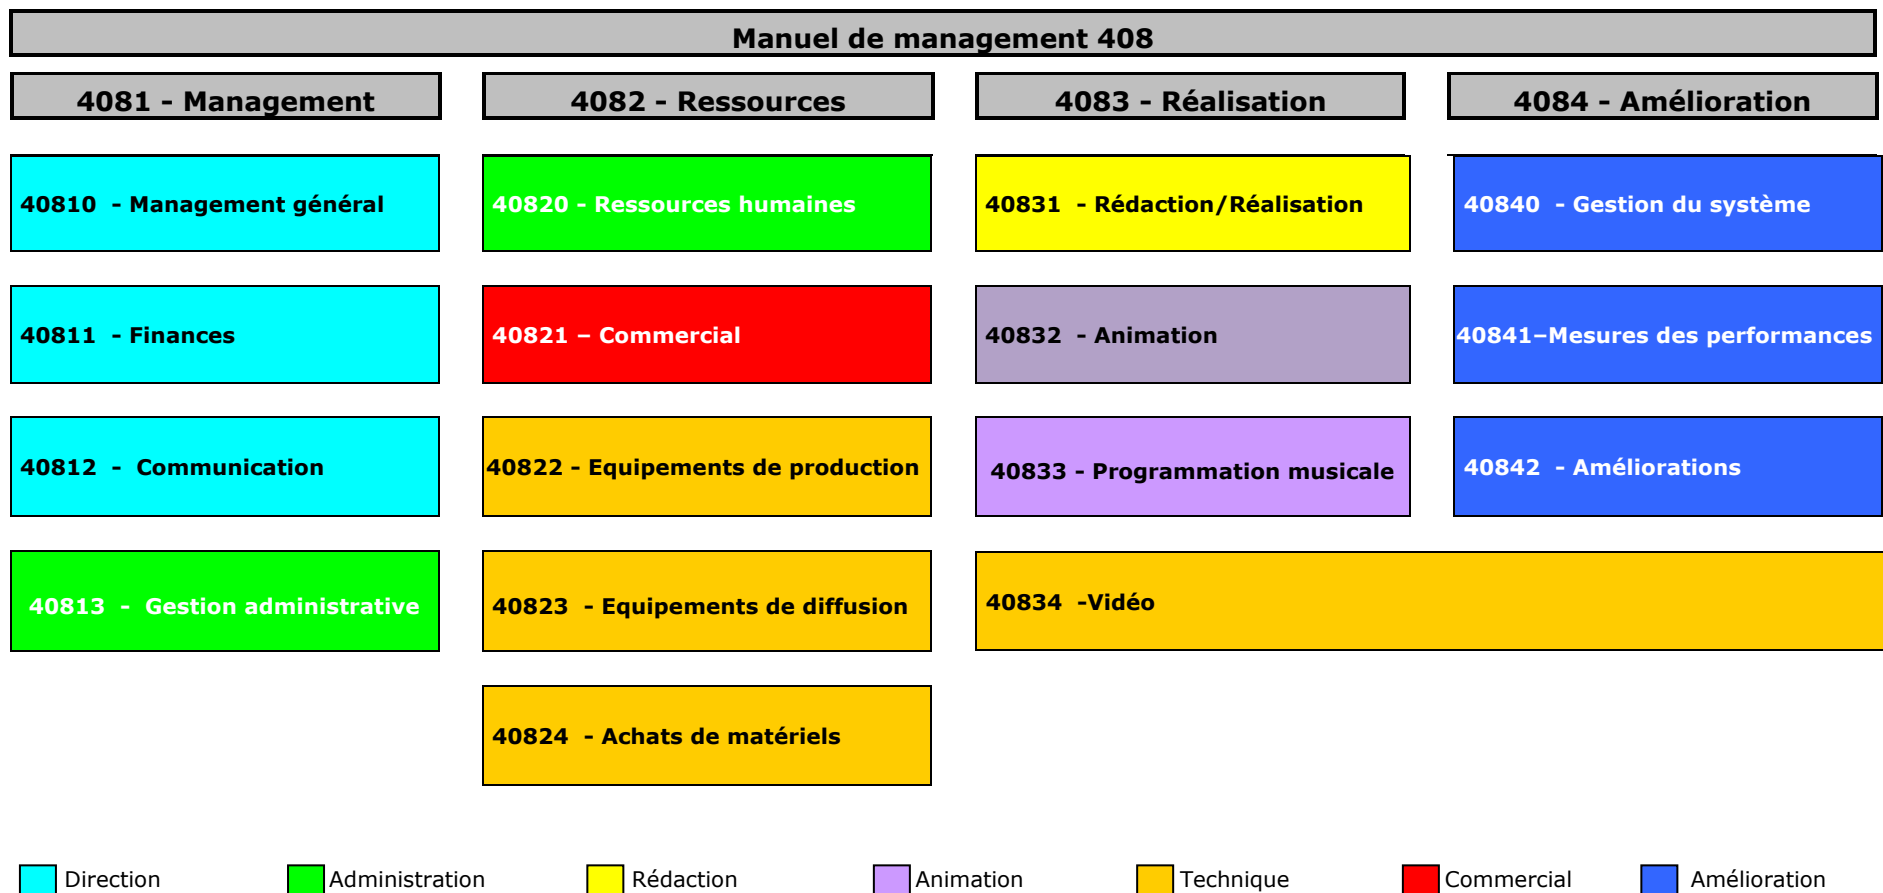 Manuel de management 408
4081 - Management
4082 - Ressources
4083 - Réalisation
4084 - Amélioration
40810 - Management général
40820 - Ressources humaines
40831 - Rédaction/Réalisation
40840 - Gestion du système
40811 - Finances
40821 – Commercial
40832 - Animation
40841–Mesures des performances
40812 - Communication
40822 - Equipements de production
40833 - Programmation musicale
40842 - Améliorations
40813 - Gestion administrative
40823 - Equipements de diffusion
40834 -Vidéo
40824 - Achats de matériels
Direction
Administration
Rédaction
Animation
Technique
Commercial
Amélioration